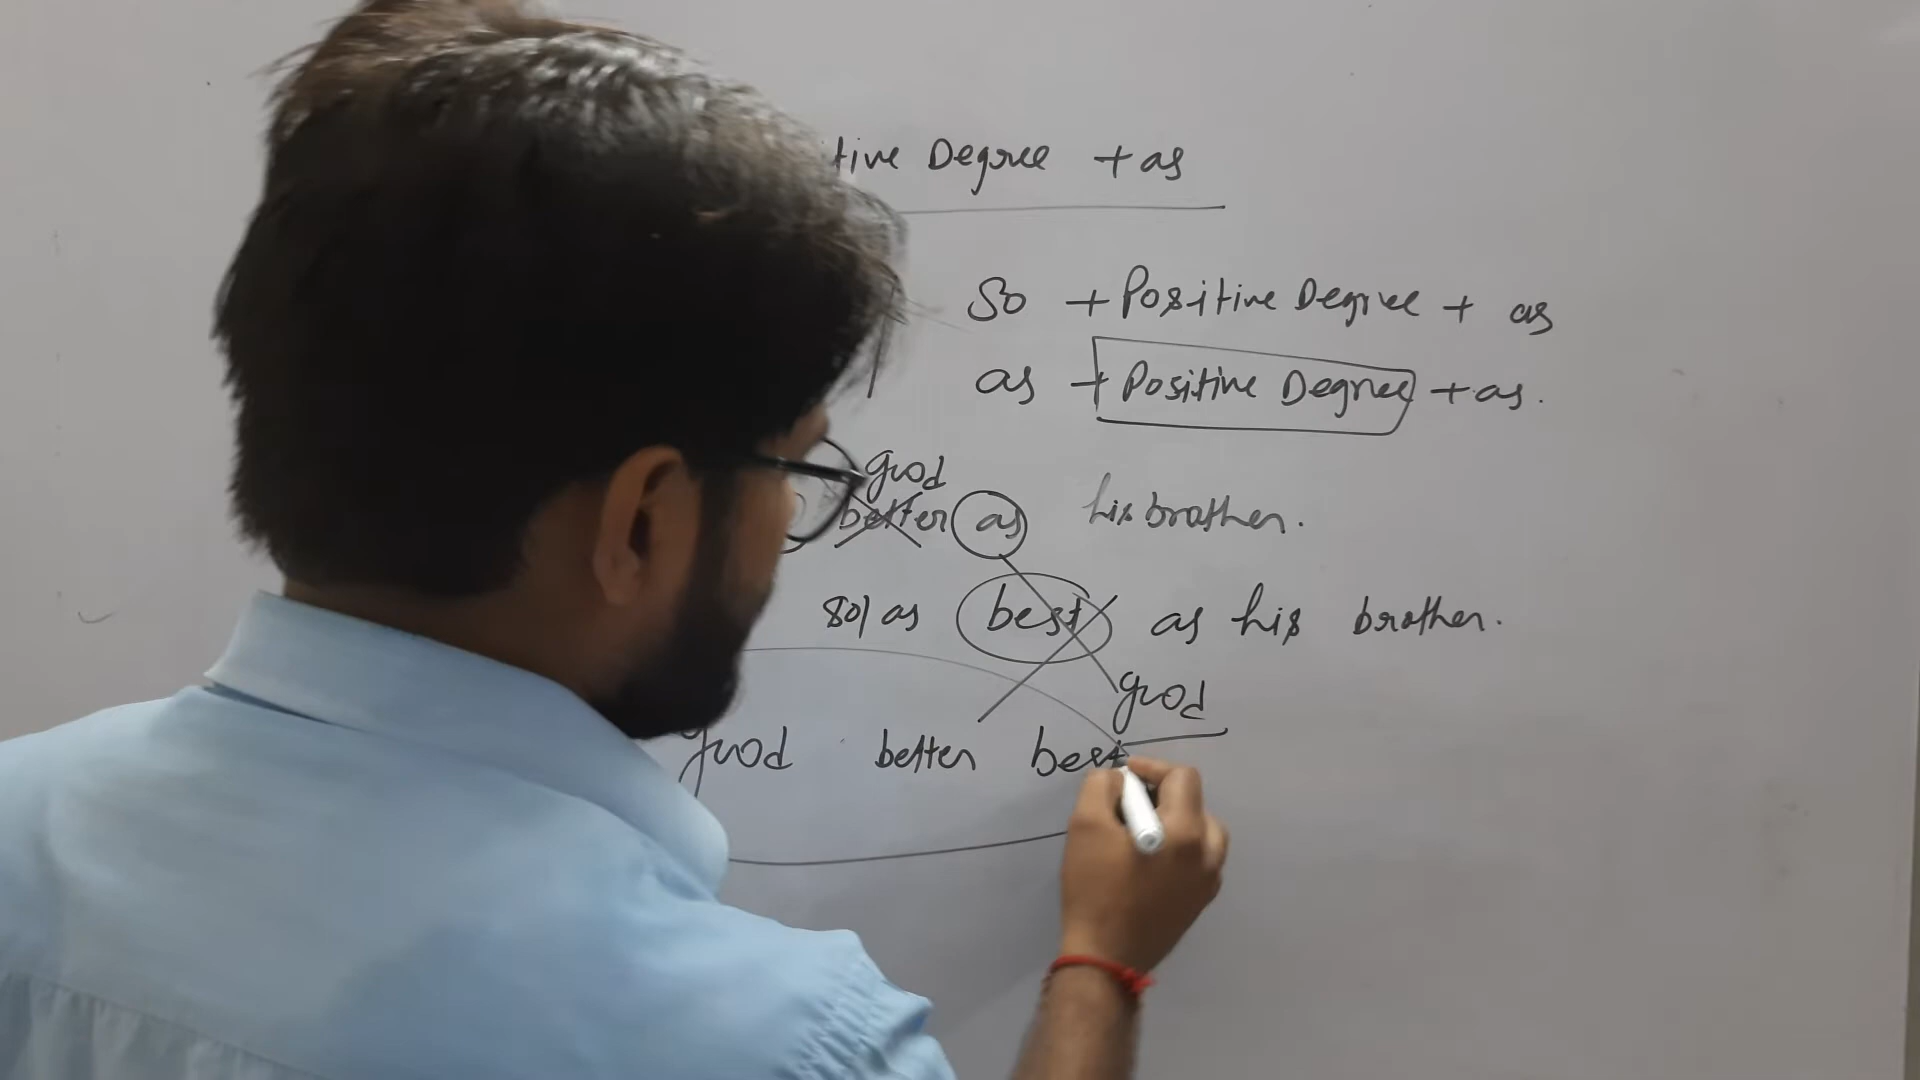 tive Degree + as
So + Positive Degree + as
as + Positive Degree + as.
good
better as his brother.
so/as best as his brother.
good
good better best